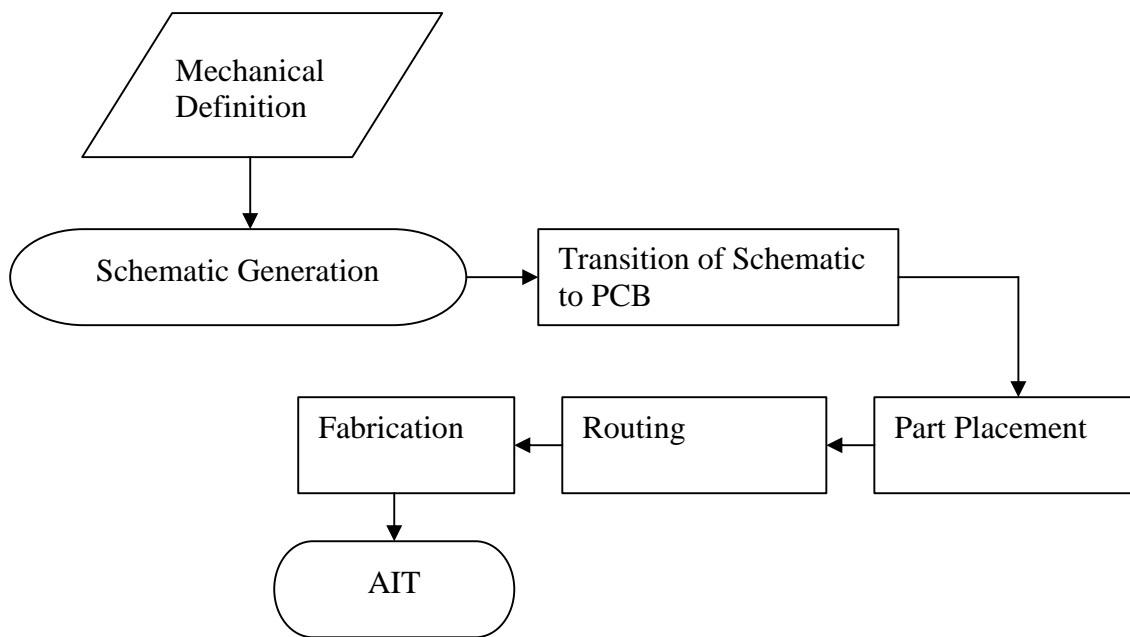 Mechanical
Definition
Schematic Generation
Transition of Schematic
to PCB
Part Placement
Routing
Fabrication
AIT